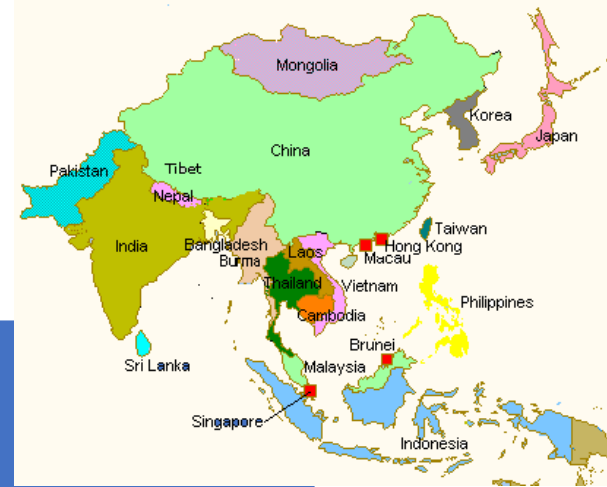 Mongolia
Korea
Japan
China
Pakistan
Tibet
Nepal
Taiwan
India
Bangladesh
Hong Kong
Laos
Macau
Burma
Thailand
Vietnam
Philippines
Cambodia
Brunei
Sri Lanka
Malaysia
Singapore
Indonesia